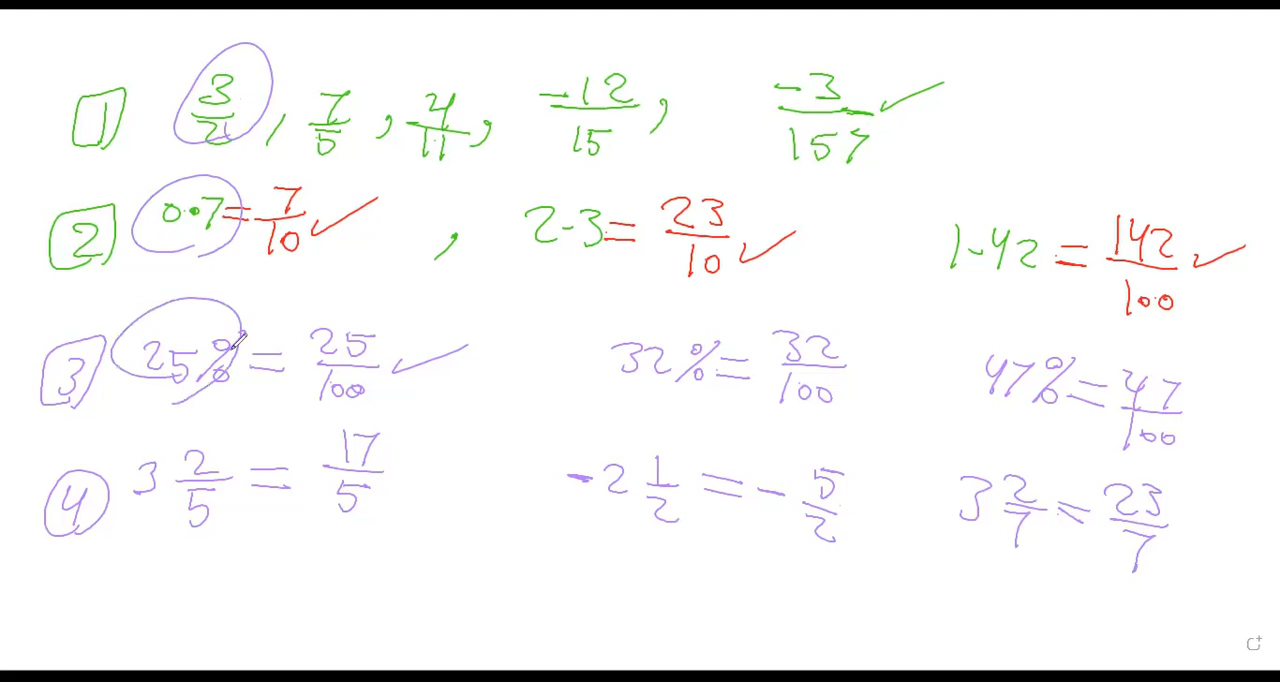 1 3/2, 7/5, 4/11, -12/15, -3/157
2 0.7 = 7/10, 2.3 = 23/10 1.42 = 142/100
3 25% = 25/100 32% = 32/100 47% = 47/100
4 3 2/5 = 17/5 -2 1/2 = -5/2 3 2/7 = 23/7